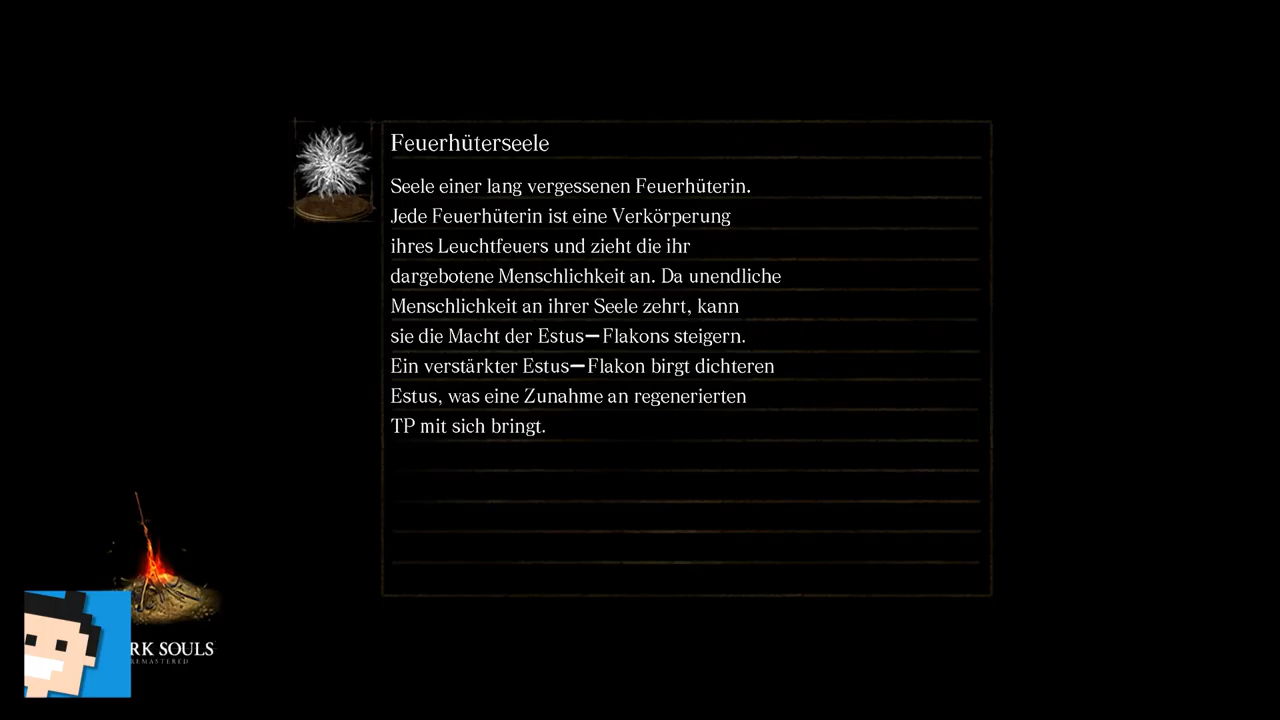 Feuerhüterseele
Seele einer lang vergessenen Feuerhüterin.
Jede Feuerhüterin ist eine Verkörperung
ihres Leuchtfeuers und zieht die ihr
dargebotene Menschlichkeit an. Da unendliche
Menschlichkeit an ihrer Seele zehrt, kann
sie die Macht der Estus—Flakons steigern.
Ein verstärkter Estus—Flakon birgt dichteren
Estus, was eine Zunahme an regenerierten
TP mit sich bringt.
RK SOULS
REMASTERED